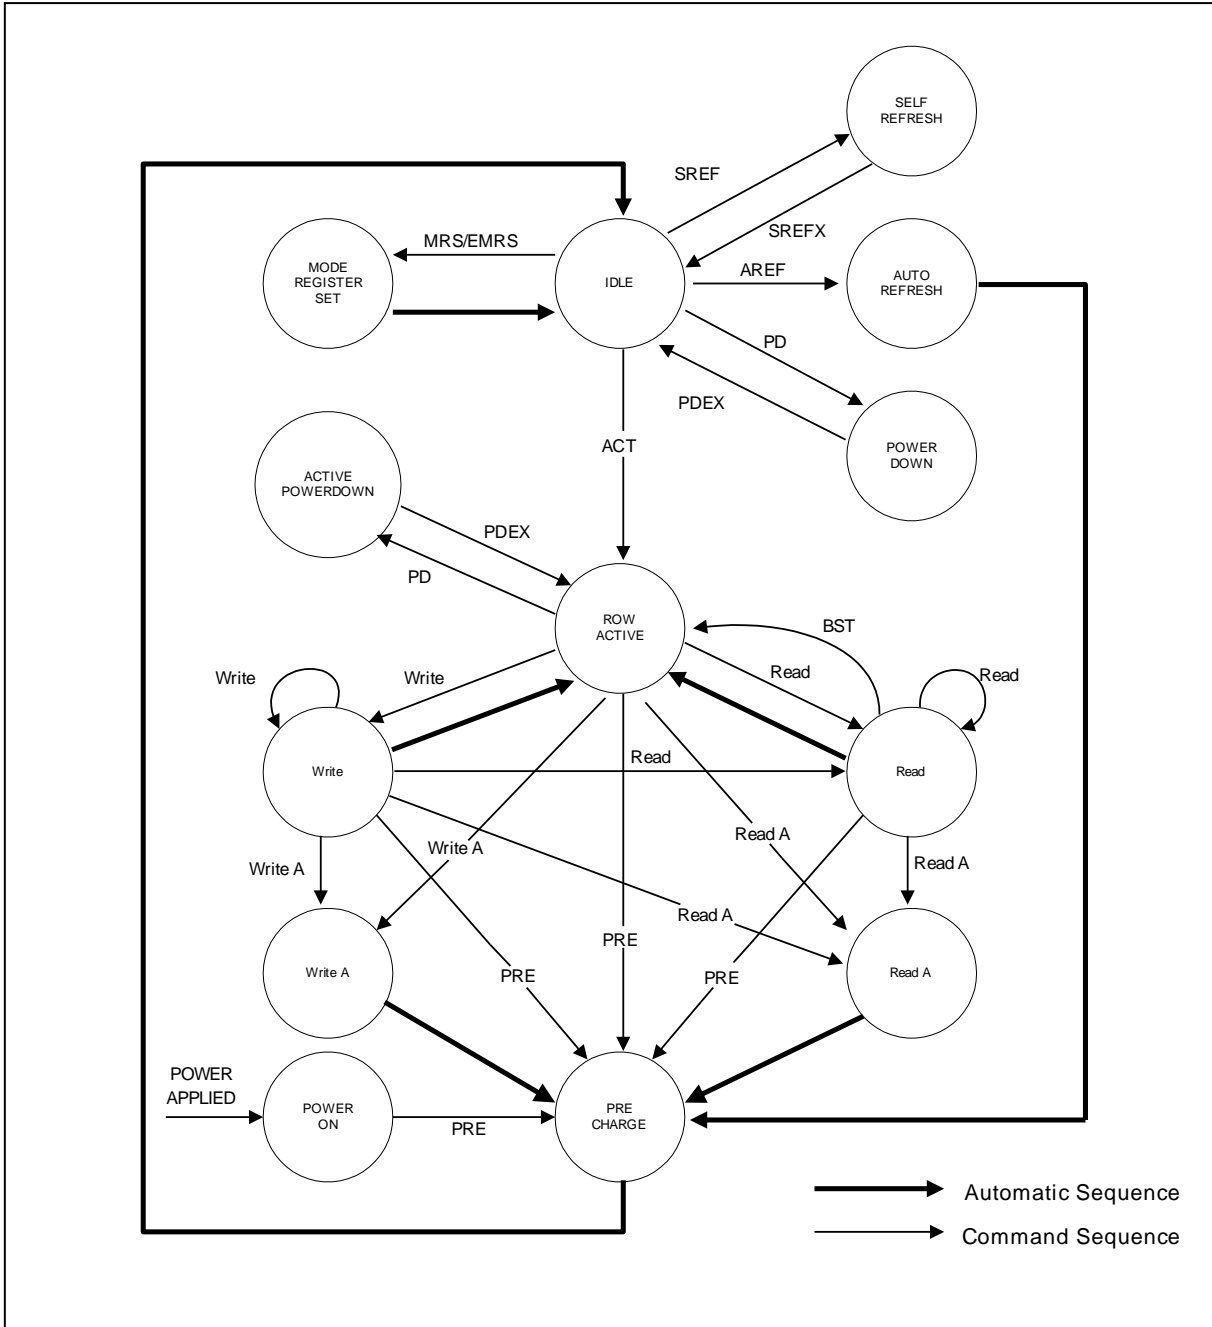 SELF
REFRESH
SREF
SREFX
MRS/EMRS
MODE
REGISTER
SET
IDLE
AREF
AUTO
REFRESH
PD
PDEX
POWER
DOWN
ACT
ACTIVE
POWERDOWN
PDEX
PD
ROW
ACTIVE
BST
Write
Write
Read
Read
Write
Read
Read
Write A
Write A
Read A
Read A
Read A
PRE
PRE
PRE
Write A
Read A
POWER
APPLIED
POWER
ON
PRE
PRE
CHARGE
Automatic Sequence
Command Sequence